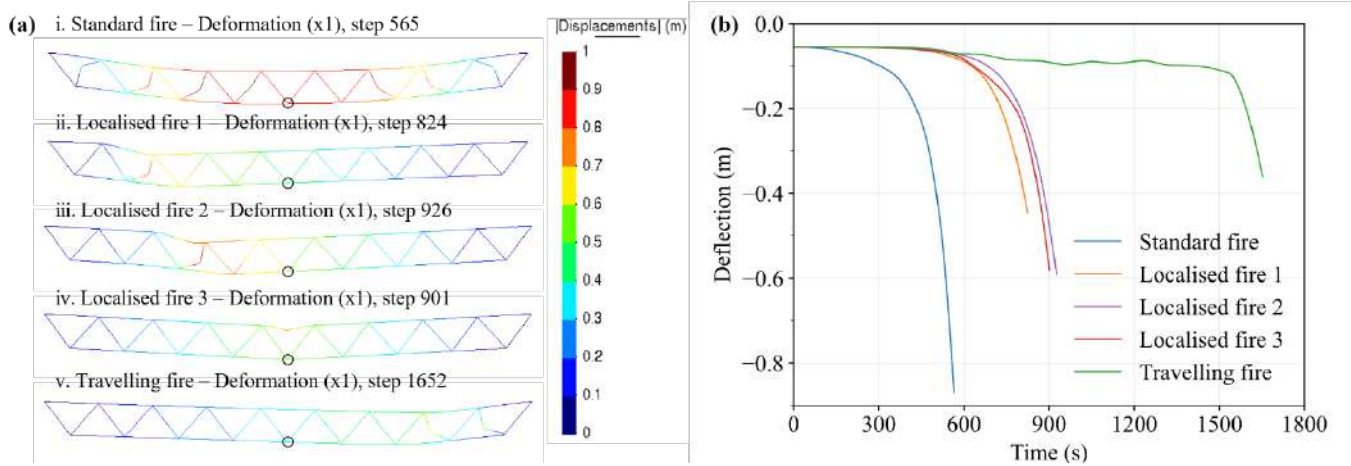 (a) i. Standard fire – Deformation (x1), step 565
ii. Localised fire 1 – Deformation (x1), step 824
iii. Localised fire 2 – Deformation (x1), step 926
iv. Localised fire 3 – Deformation (x1), step 901
v. Travelling fire – Deformation (x1), step 1652
|Displacements| (m)
1
0.9
0.8
0.7
0.6
0.5
0.4
0.3
0.2
0.1
0
(b)
Deflection (m)
0.0
−0.2
−0.4
−0.6
−0.8
Standard fire
Localised fire 1
Localised fire 2
Localised fire 3
Travelling fire
0 300 600 900 1200 1500 1800
Time (s)